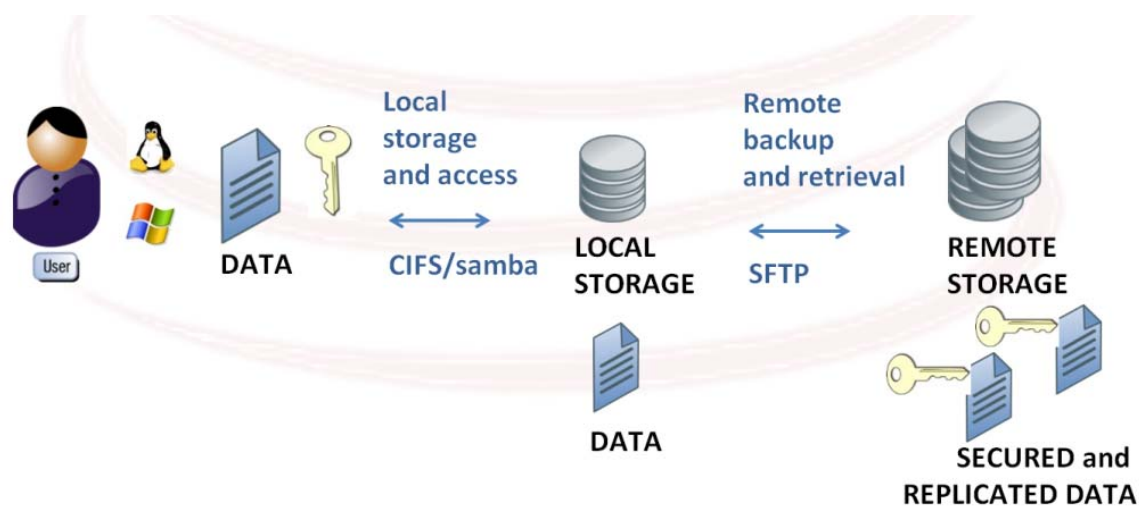 User
DATA
Local
storage
and access
CIFS/samba
LOCAL
STORAGE
DATA
Remote
backup
and retrieval
SFTP
REMOTE
STORAGE
SECURED and
REPLICATED DATA